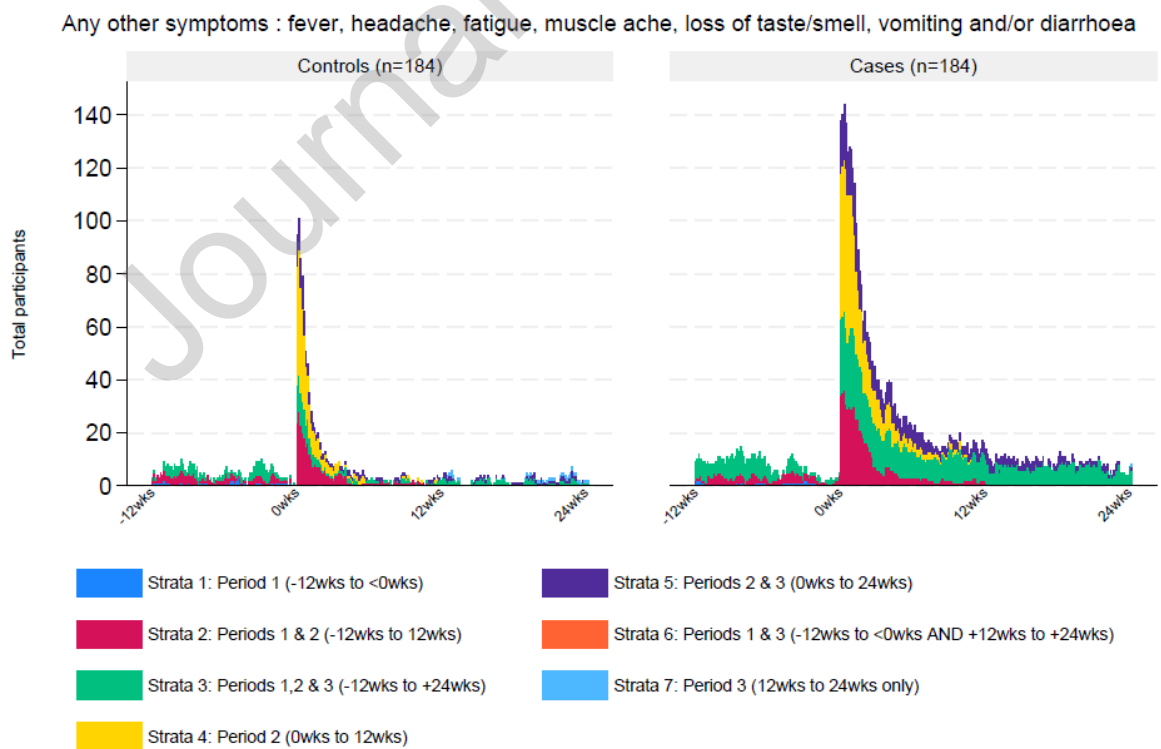 Any other symptoms : fever, headache, fatigue, muscle ache, loss of taste/smell, vomiting and/or diarrhoea
Controls (n=184)
Cases (n=184)
Total participants
140
120
100
80
60
40
20
0
-12wks
0wks
12wks
24wks
-12wks
0wks
12wks
24wks
Journal
Strata 1: Period 1 (-12wks to <0wks)
Strata 2: Periods 1 & 2 (-12wks to 12wks)
Strata 3: Periods 1,2 & 3 (-12wks to +24wks)
Strata 4: Period 2 (0wks to 12wks)
Strata 5: Periods 2 & 3 (0wks to 24wks)
Strata 6: Periods 1 & 3 (-12wks to <0wks AND +12wks to +24wks)
Strata 7: Period 3 (12wks to 24wks only)